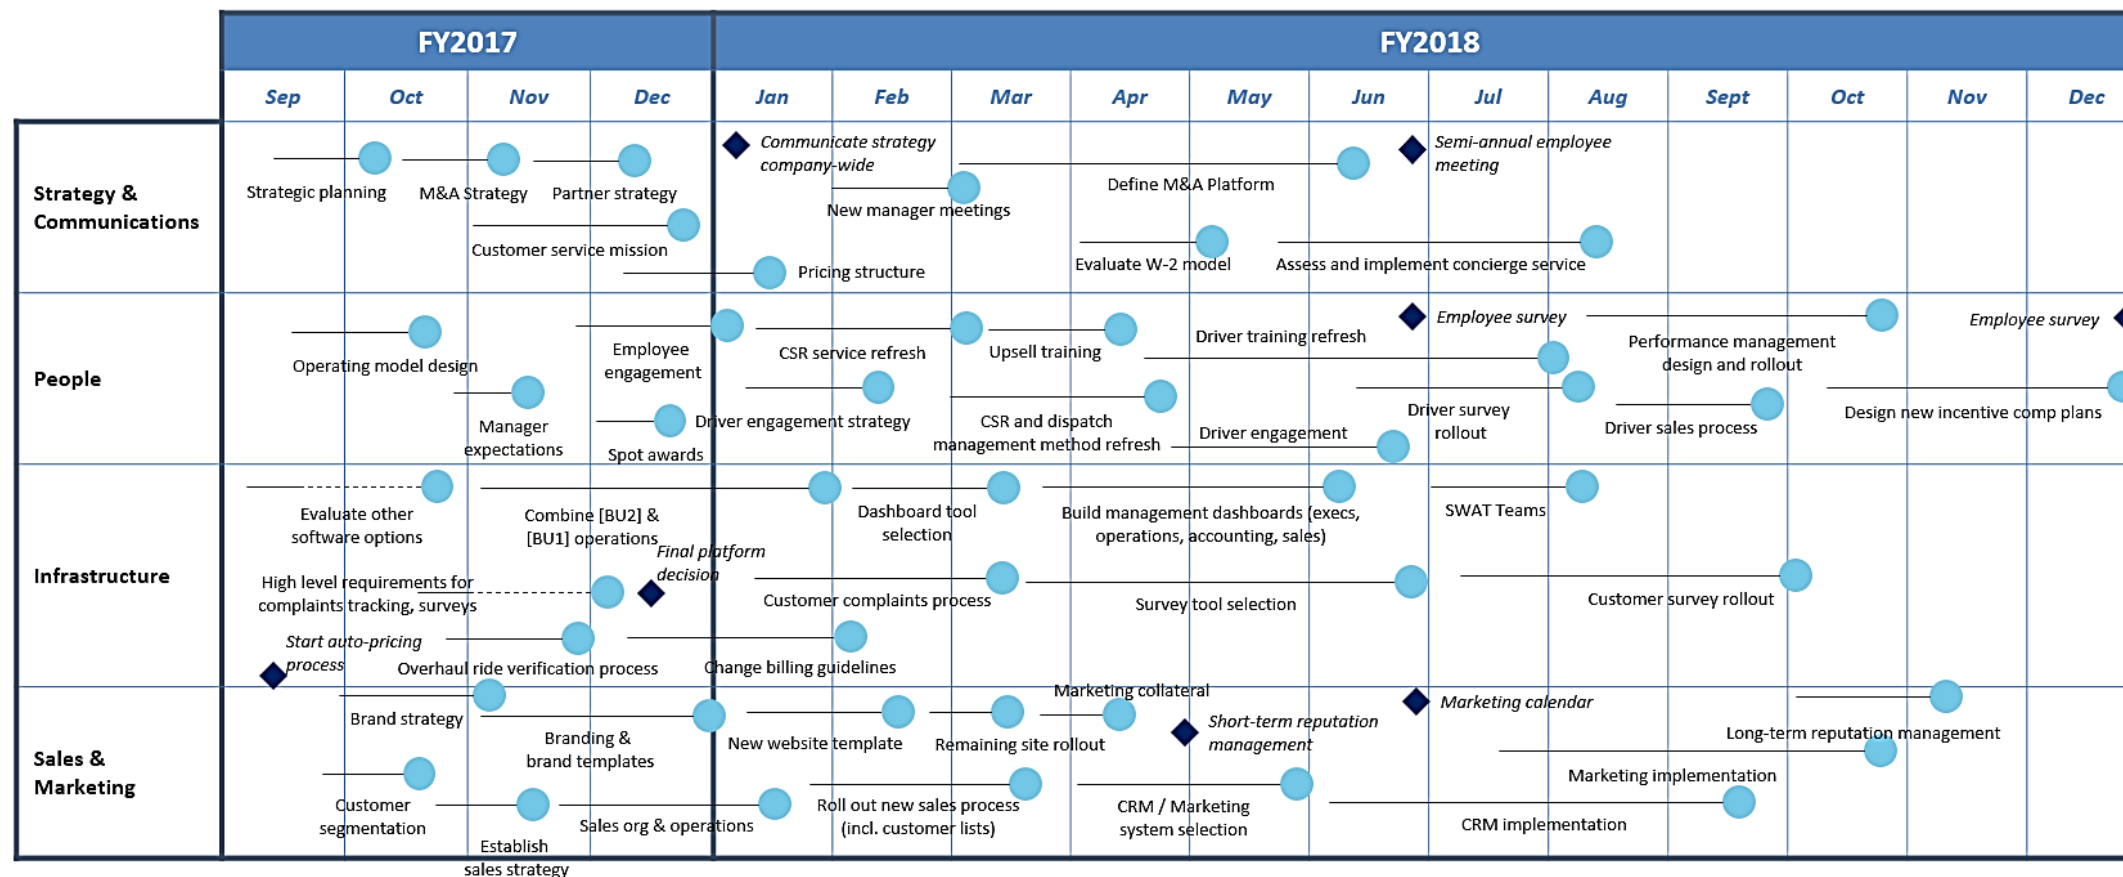 FY2017
FY2018
Sep
Oct
Nov
Dec
Jan
Feb
Mar
Apr
May
Jun
Jul
Aug
Sept
Oct
Nov
Dec
Strategy &
Communications
Strategic planning
M&A Strategy
Partner strategy
Customer service mission
Pricing structure
Communicate strategy
company-wide
New manager meetings
Define M&A Platform
Evaluate W-2 model
Semi-annual employee
meeting
Assess and implement concierge service
People
Operating model design
Manager
expectations
Employee
engagement
Spot awards
CSR service refresh
Driver engagement strategy
Upsell training
CSR and dispatch
management method refresh
Driver training refresh
Driver engagement
Employee survey
Driver survey
rollout
Performance management
design and rollout
Driver sales process
Employee survey
Design new incentive comp plans
Infrastructure
Evaluate other
software options
Combine [BU2] &
[BU1] operations
Dashboard tool
selection
Build management dashboards (execs,
operations, accounting, sales)
SWAT Teams
High level requirements for
complaints tracking, surveys
Final platform
decision
Customer complaints process
Survey tool selection
Customer survey rollout
Start auto-pricing
process
Overhaul ride verification process
Change billing guidelines
Sales &
Marketing
Brand strategy
Branding &
brand templates
New website template
Remaining site rollout
Marketing collateral
Short-term reputation
management
Marketing calendar
Long-term reputation management
Marketing implementation
Customer
segmentation
Establish
sales strategy
Sales org & operations
Roll out new sales process
(incl. customer lists)
CRM / Marketing
system selection
CRM implementation